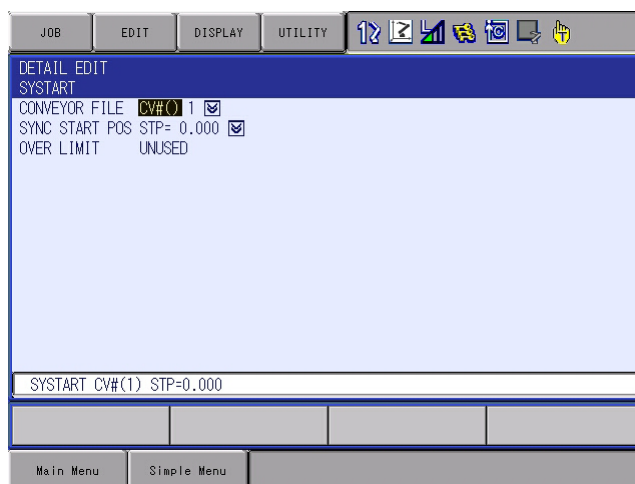 JOB EDIT DISPLAY UTILITY
DETAIL EDIT
SYSTART
CONVEYOR FILE CV#() 1
SYNC START POS STP= 0.000
OVER LIMIT UNUSED
SYSTART CV#(1) STP=0.000
Main Menu Simple Menu